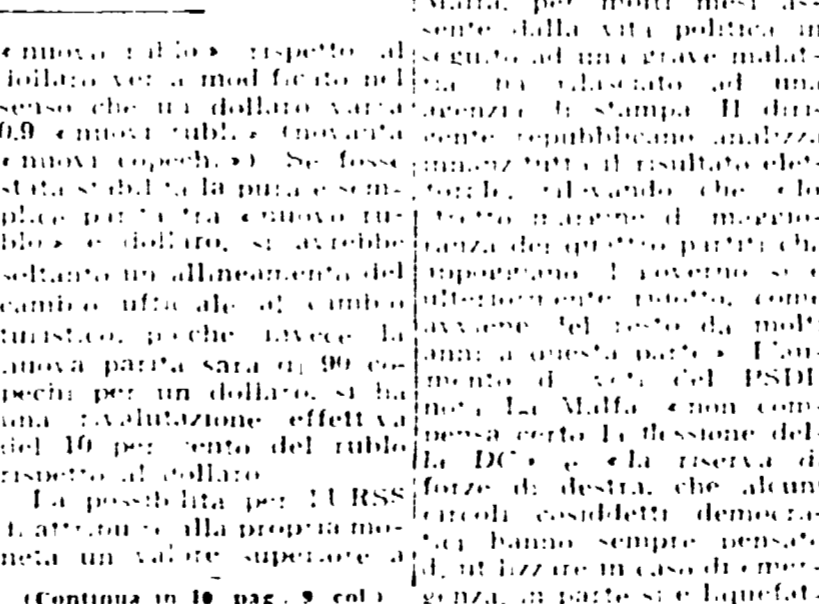 « nuovo rublo » rispetto al
dollaro verrà modificato nel
senso che un dollaro varrà
0,9 « nuovi rubli » (novanta
« nuovi copechi »). Se fosse
stata stabilita la pura e sem-
plice parità tra « nuovo ru-
blo » e dollaro, si avrebbe
soltanto un allineamento del
cambio ufficiale al cambio
turistico, poiché invece la
nuova parità sarà di 90 co-
pechi per un dollaro, si ha
una rivalutazione effettiva
del 10 per cento del rublo
rispetto al dollaro
La possibilità per l'URSS
di attribuire alla propria mo-
neta un valore superiore a
(Continua in 10 pag. 9 col.)
Malfa, per molti mesi as-
sente dalla vita politica in
seguito ad una grave malat-
tia ha rilasciato ad una
agenzia di stampa Il diri-
gente repubblicano analizza
innanzitutto il risultato elet-
torale, rilevando che « lo
stretto margine di maggio-
ranza dei quattro partiti che
appoggiano il governo si è
ulteriormente ridotto, come
avviene del resto da molti
anni a questa parte » L'au-
mento di voti del PSDI
nota La Malfa « non com-
pensa certo la flessione del-
la DC » e « la riserva di
forze di destra, che alcuni
circoli cosiddetti democra-
tici hanno sempre pensato
di utilizzare in caso di emer-
genza, in parte si è liquefat-